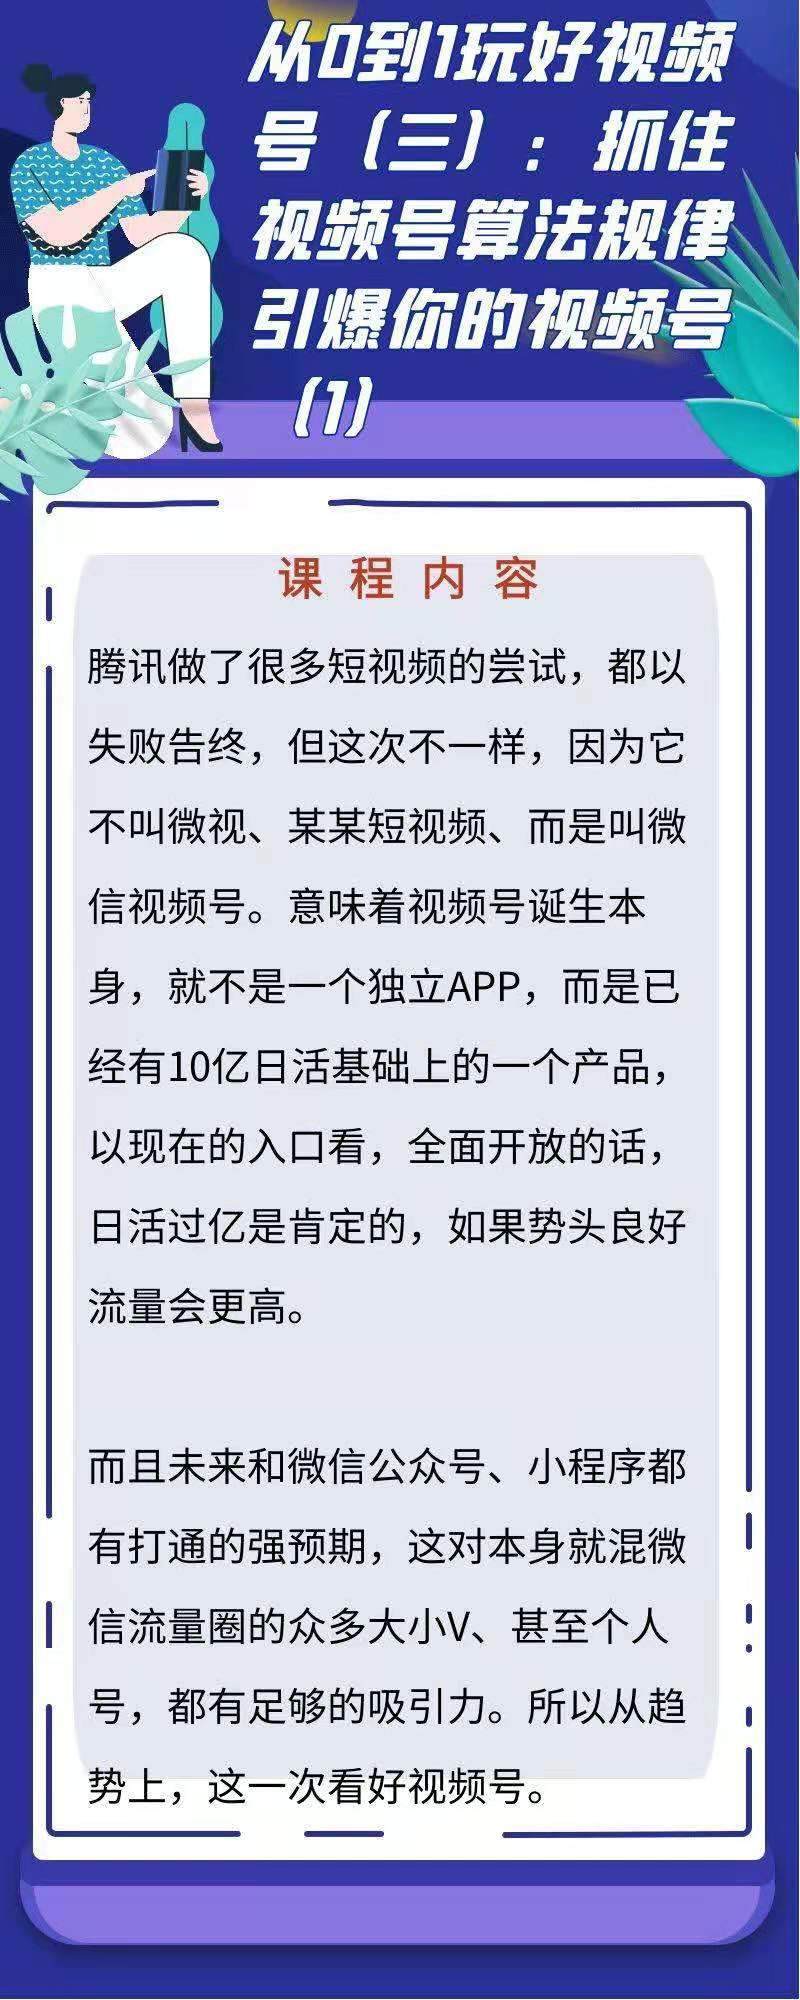 从0到1玩好视频
号（三）：抓住
视频号算法规律
引爆你的视频号
（1）
课程内容
腾讯做了很多短视频的尝试，都以
失败告终，但这次不一样，因为它
不叫微视、某某短视频、而是叫微
信视频号。意味着视频号诞生本
身，就不是一个独立APP，而是已
经有10亿日活基础上的一个产品，
以现在的入口看，全面开放的话，
日活过亿是肯定的，如果势头良好
流量会更高。
而且未来和微信公众号、小程序都
有打通的强预期，这对本身就混微
信流量圈的众多大小V、甚至个人
号，都有足够的吸引力。所以从趋
势上，这一次看好视频号。